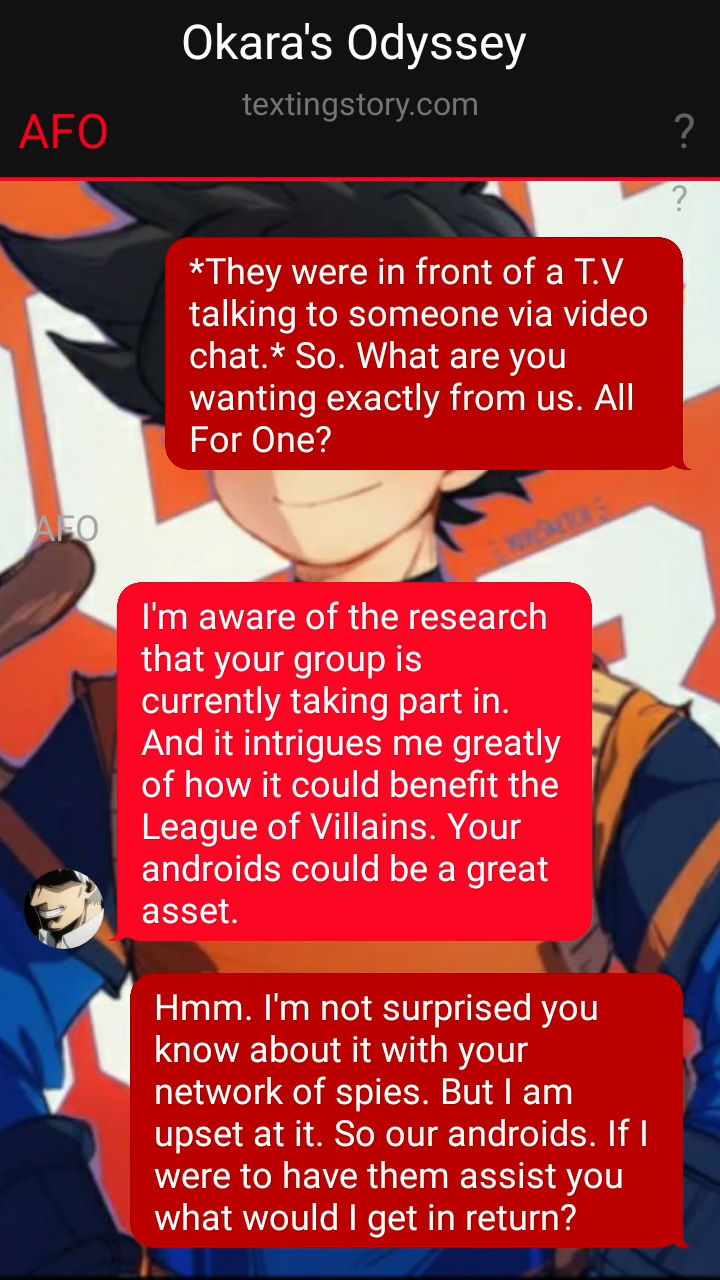 Okara's Odyssey
textingstory.com
AFO
?
?
*They were in front of a T.V
talking to someone via video
chat.* So. What are you
wanting exactly from us. All
For One?
AFO
I'm aware of the research
that your group is
currently taking part in.
And it intrigues me greatly
of how it could benefit the
League of Villains. Your
androids could be a great
asset.
Hmm. I'm not surprised you
know about it with your
network of spies. But I am
upset at it. So our androids. If I
were to have them assist you
what would I get in return?